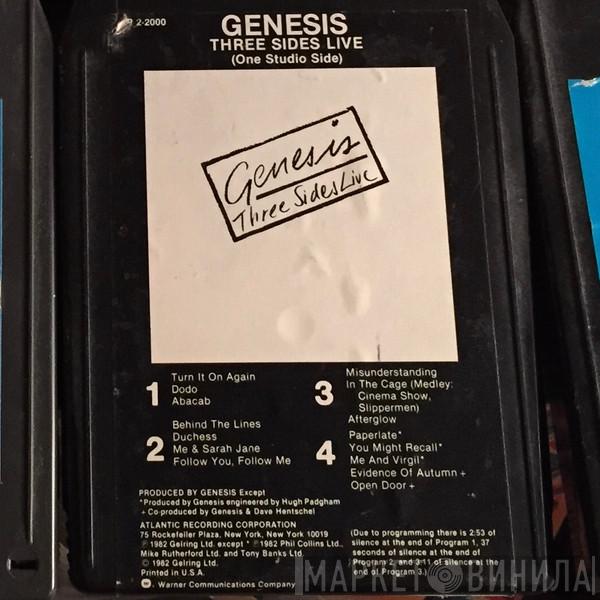 2-2000
GENESIS
THREE SIDES LIVE
(One Studio Side)
Genesis
Three Sides Live
1
Turn It On Again
Dodo
Abacab
2
Behind The Lines
Duchess
Me & Sarah Jane
Follow You, Follow Me
3
Misunderstanding
In The Cage (Medley:
Cinema Show,
Slippermen)
Afterglow
4
Paperlate*
You Might Recall*
Me And Virgil*
Evidence Of Autumn +
Open Door +
PRODUCED BY GENESIS Except
*Produced by Genesis engineered by Hugh Padgham
+ Co-produced by Genesis & Dave Hentschel
ATLANTIC RECORDING CORPORATION
75 Rockefeller Plaza, New York, New York 10019
℗ 1982 Gelring Ltd. except * ℗ 1982 Phil Collins Ltd.,
Mike Rutherford Ltd. and Tony Banks Ltd.
© 1982 Gelring Ltd.
Printed in U.S.A.
Warner Communications Company
(Due to programming there is 2:53 of
silence at the end of Program 1, 37
seconds of silence at the end of
Program 2, and 3:11 of silence at the
end of Program 3.)
МАРКЕТ ВИНИЛА